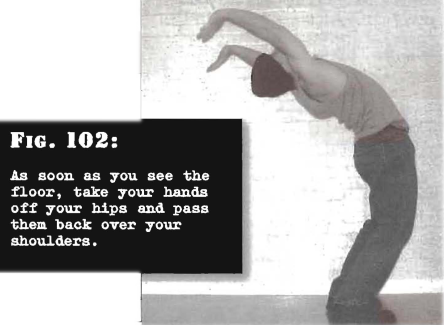 FIG. 102:
As soon as you see the
floor, take your hands
off your hips and pass
them back over your
shoulders.